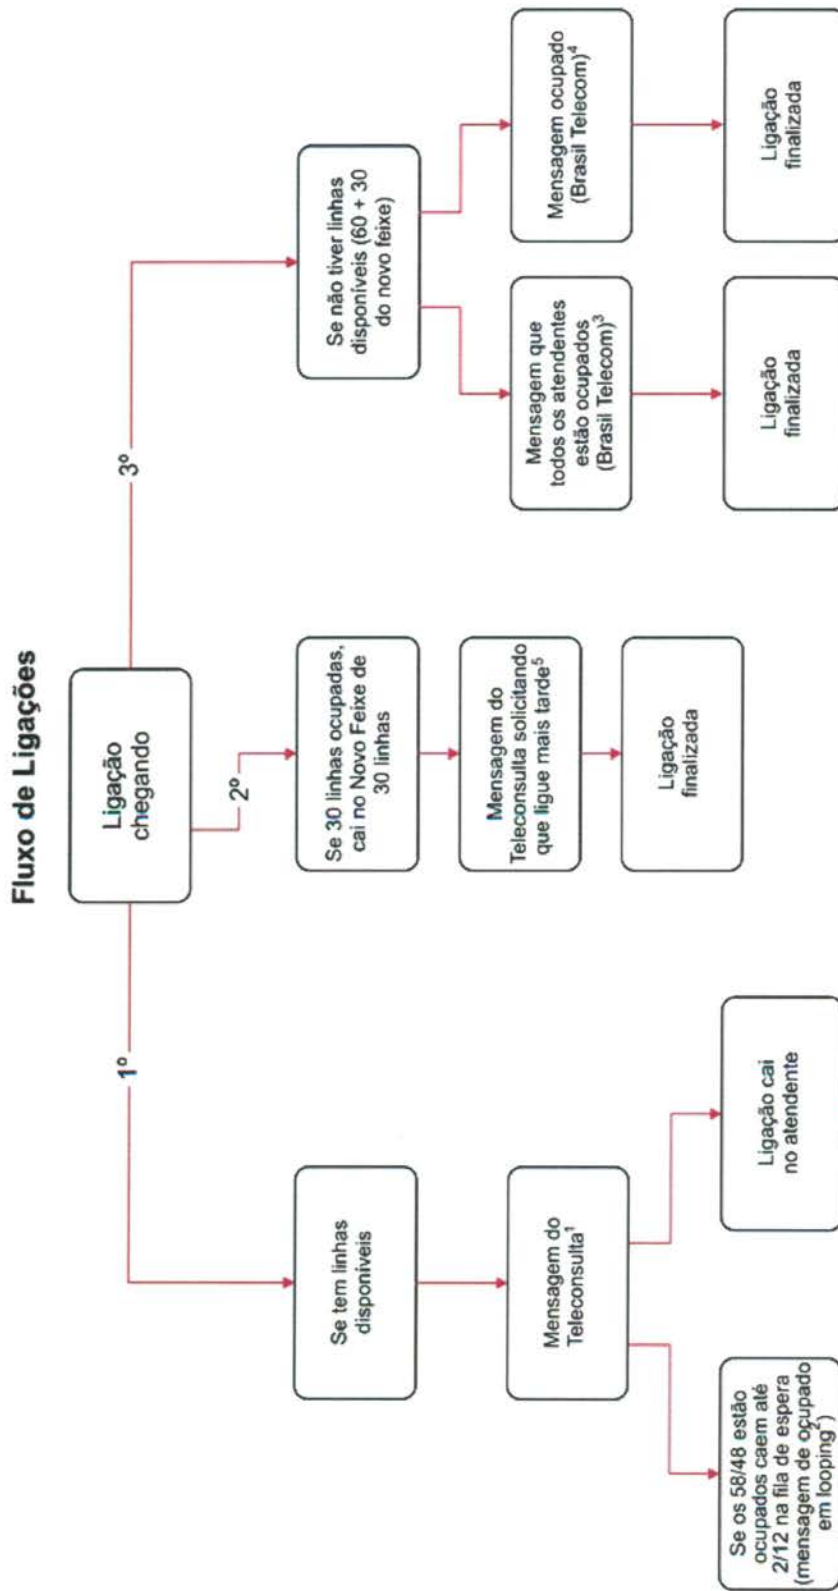 Fluxo de Ligações
Ligação
chegando
1º
2º
3º
Se tem linhas
disponíveis
Mensagem do
Teleconsulta¹
Se os 58/48 estão
ocupados caem até
2/12 na fila de espera
(mensagem de ocupado
em looping²)
Ligação cai
no atendente
Se 30 linhas ocupadas,
cai no Novo Feixe de
30 linhas
Mensagem do
Teleconsulta solicitando
que ligue mais tarde⁵
Ligação
finalizada
Se não tiver linhas
disponíveis (60 + 30
do novo feixe)
Mensagem que
todos os atendentes
estão ocupados
(Brasil Telecom)³
Ligação
finalizada
Mensagem ocupado
(Brasil Telecom)⁴
Ligação
finalizada